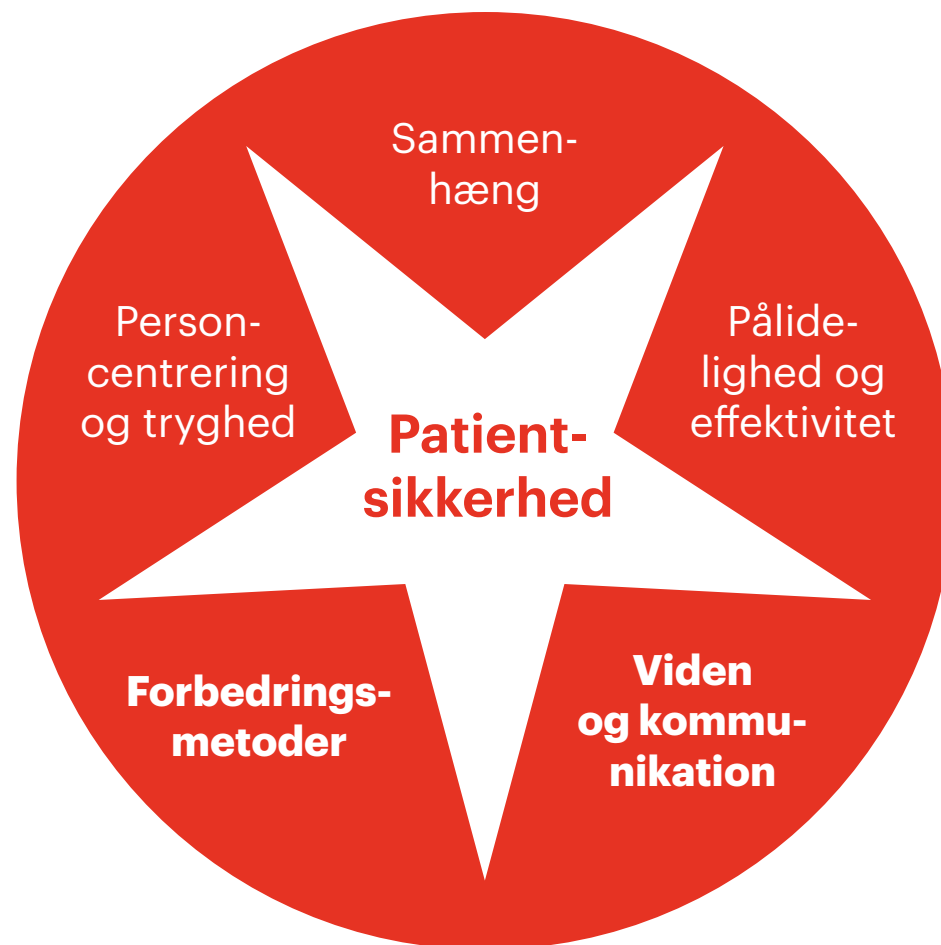 Sammen-
hæng
Person-
centrering
og tryghed
Pålide-
lighed og
effektivitet
Patient-
sikkerhed
Forbedrings-
metoder
Viden
og kommu-
nikation